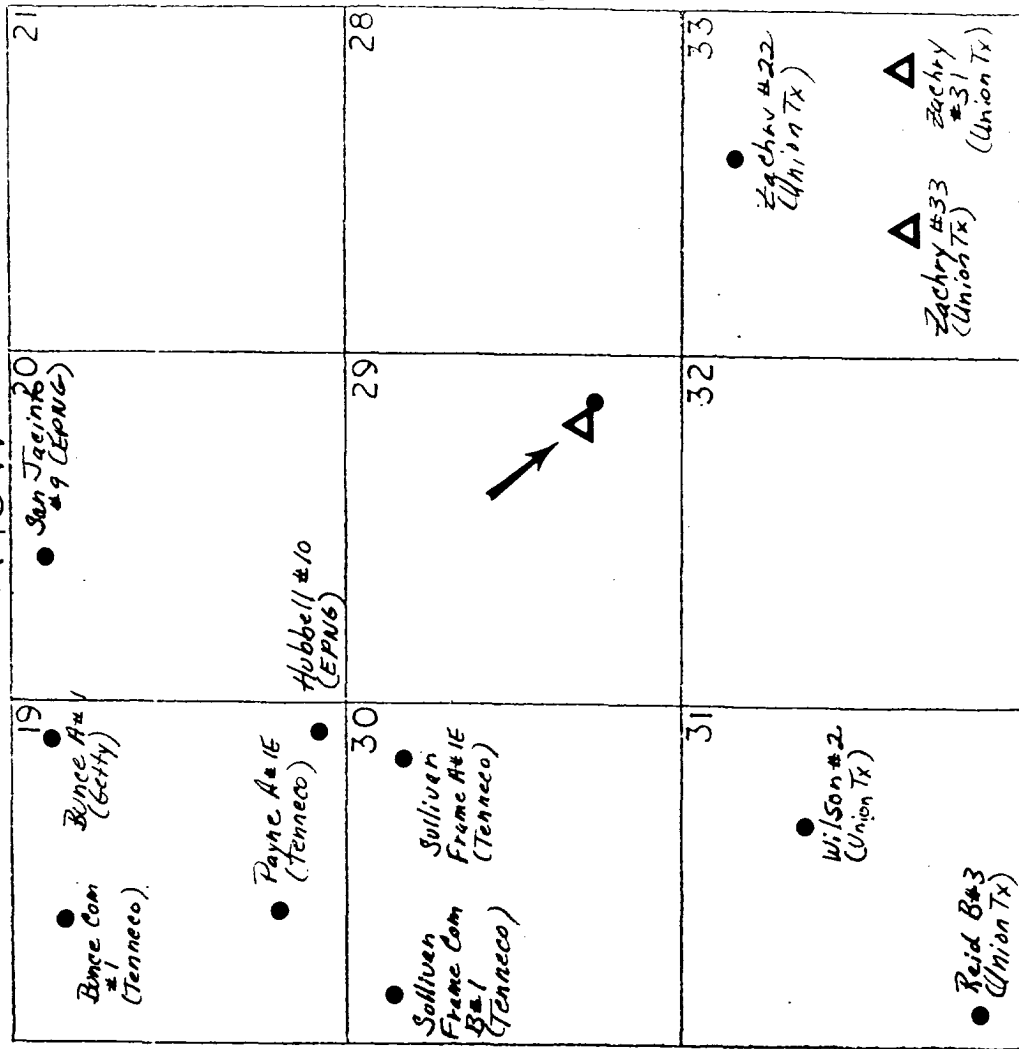 19
Bunce Com
#1
(Tenneco)
Bunce A#1
(Getty)
Payne A#1E
(Tenneco)
20
San Jacinto
#9 (EPNG)
Hubbell #10
(EPNG)
21
30
Sullivan
Frame Com
B#1
(Tenneco)
Sullivan
Frame A#1E
(Tenneco)
29
28
31
Wilson #2
(Union Tx)
Reid B#3
(Union Tx)
32
33
Zachry #22
(Union Tx)
Zachry #33
(Union Tx)
Zachry
#31
(Union Tx)